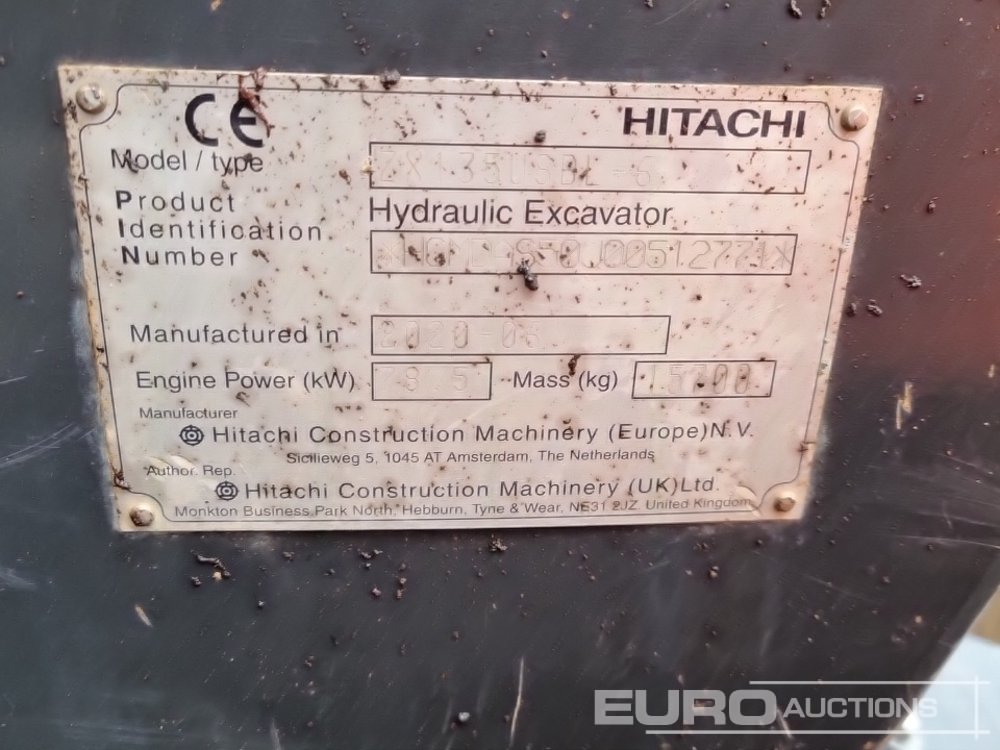 CE HITACHI
Model / type
Product Hydraulic Excavator
Identification
Number
Manufactured in 2020-06
Engine Power (kW) 78.5 Mass (kg) 15700
Manufacturer
Hitachi Construction Machinery (Europe)N.V.
Sicilieweg 5, 1045 AT Amsterdam, The Netherlands
Author. Rep.
Hitachi Construction Machinery (UK)Ltd.
Monkton Business Park North, Hebburn, Tyne & Wear, NE31 2JZ. United Kingdom
EURO AUCTIONS